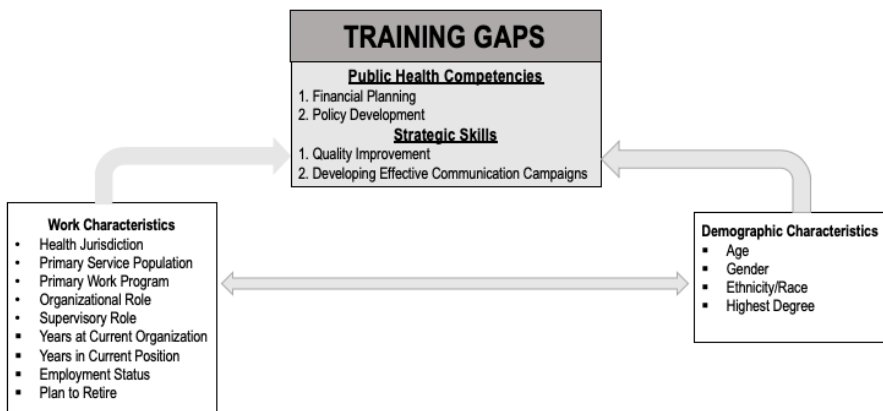 TRAINING GAPS
Public Health Competencies
1. Financial Planning
2. Policy Development
Strategic Skills
1. Quality Improvement
2. Developing Effective Communication Campaigns
Work Characteristics
• Health Jurisdiction
• Primary Service Population
• Primary Work Program
• Organizational Role
• Supervisory Role
▪ Years at Current Organization
▪ Years in Current Position
▪ Employment Status
▪ Plan to Retire
Demographic Characteristics
▪ Age
▪ Gender
▪ Ethnicity/Race
▪ Highest Degree